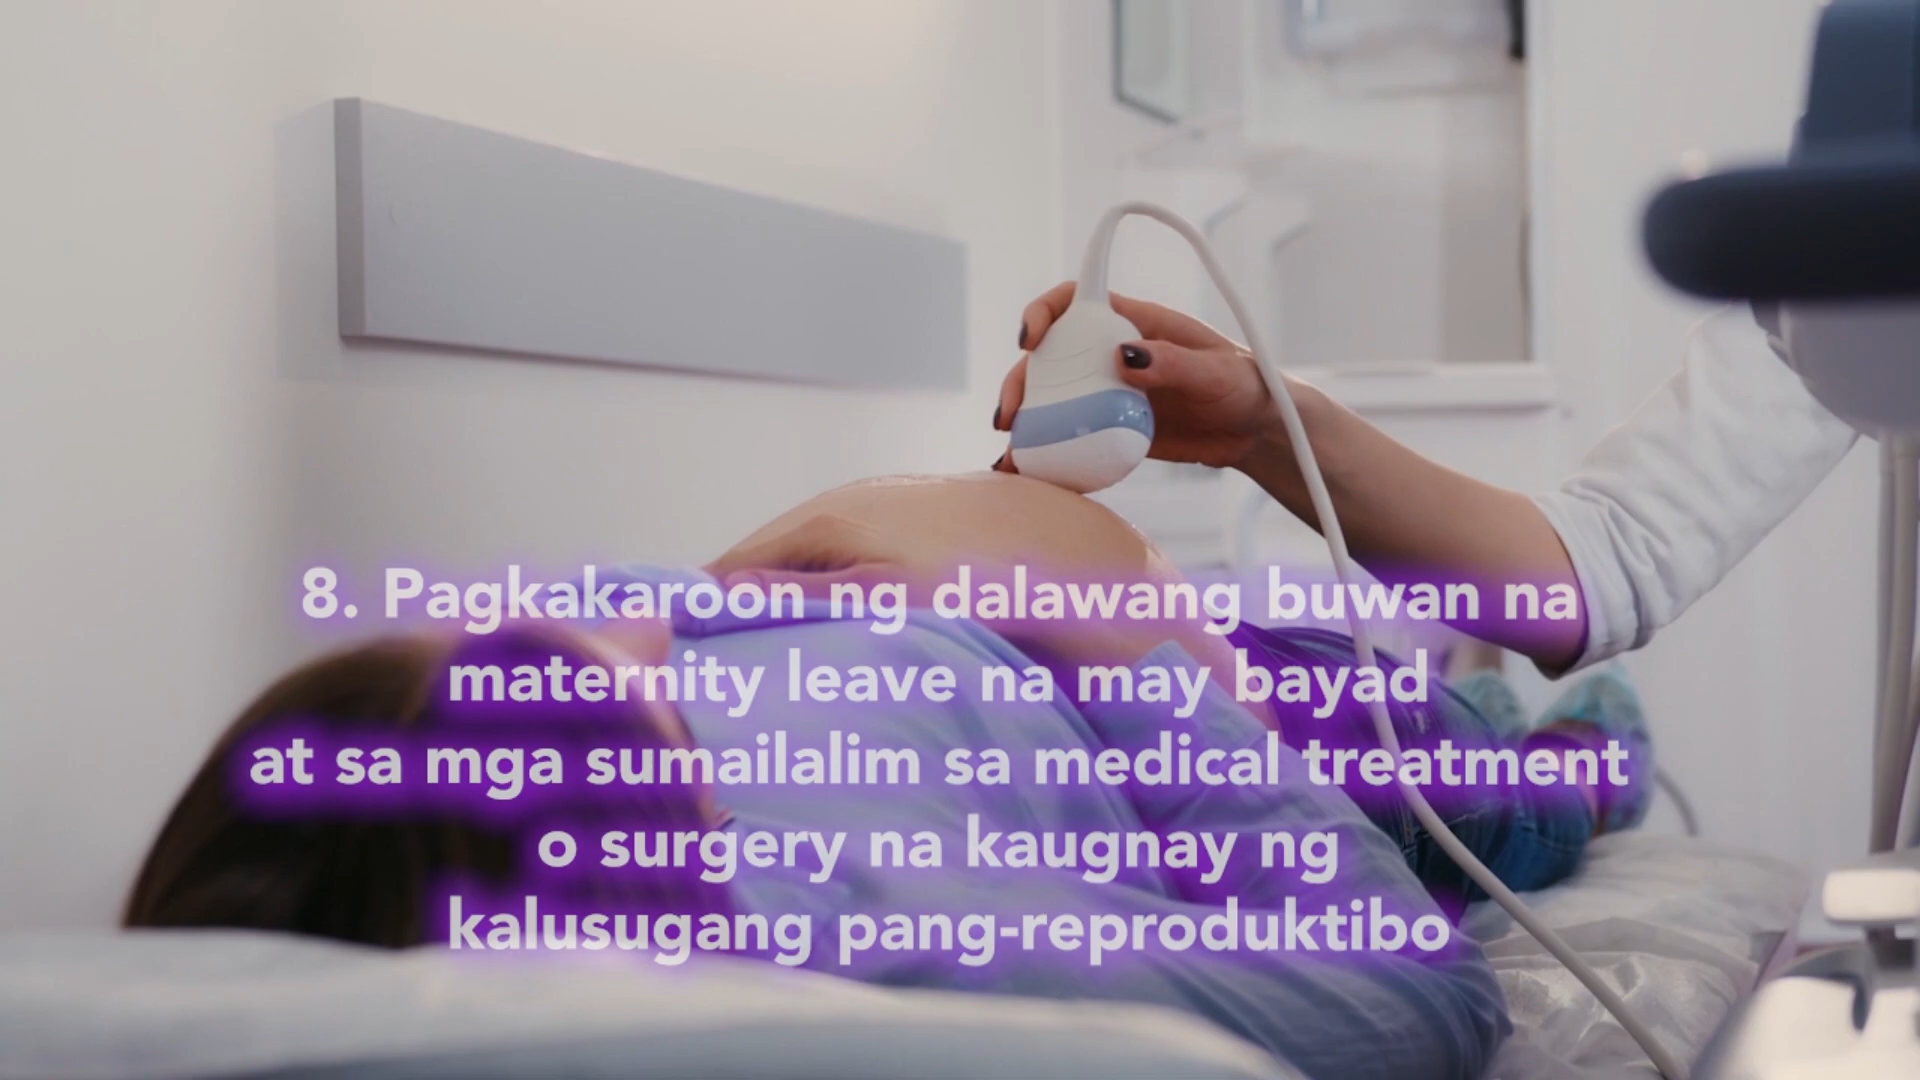 8. Pagkakaroon ng dalawang buwan na
maternity leave na may bayad
at sa mga sumailalim sa medical treatment
o surgery na kaugnay ng
kalusugang pang-reproduktibo